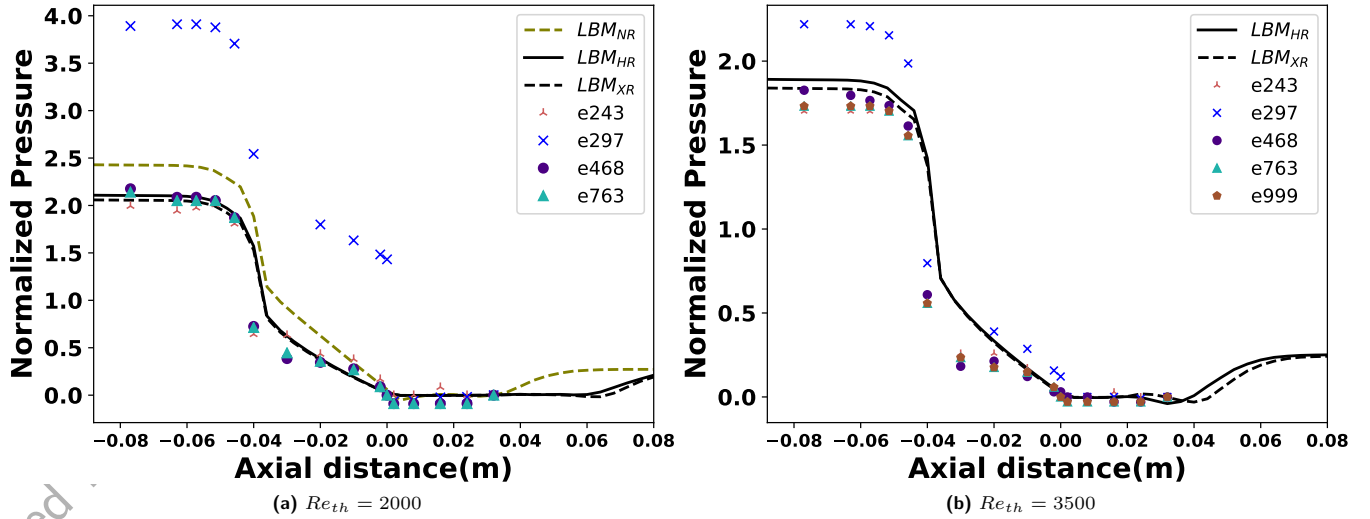 4.0
3.5
3.0
2.5
2.0
1.5
1.0
0.5
0.0
Normalized Pressure
LBM_NR
LBM_HR
LBM_XR
e243
e297
e468
e763
−0.08 −0.06 −0.04 −0.02 0.00 0.02 0.04 0.06 0.08
Axial distance(m)
(a) Re_th = 2000
2.0
1.5
1.0
0.5
0.0
Normalized Pressure
LBM_HR
LBM_XR
e243
e297
e468
e763
e999
−0.08 −0.06 −0.04 −0.02 0.00 0.02 0.04 0.06 0.08
Axial distance(m)
(b) Re_th = 3500
ed